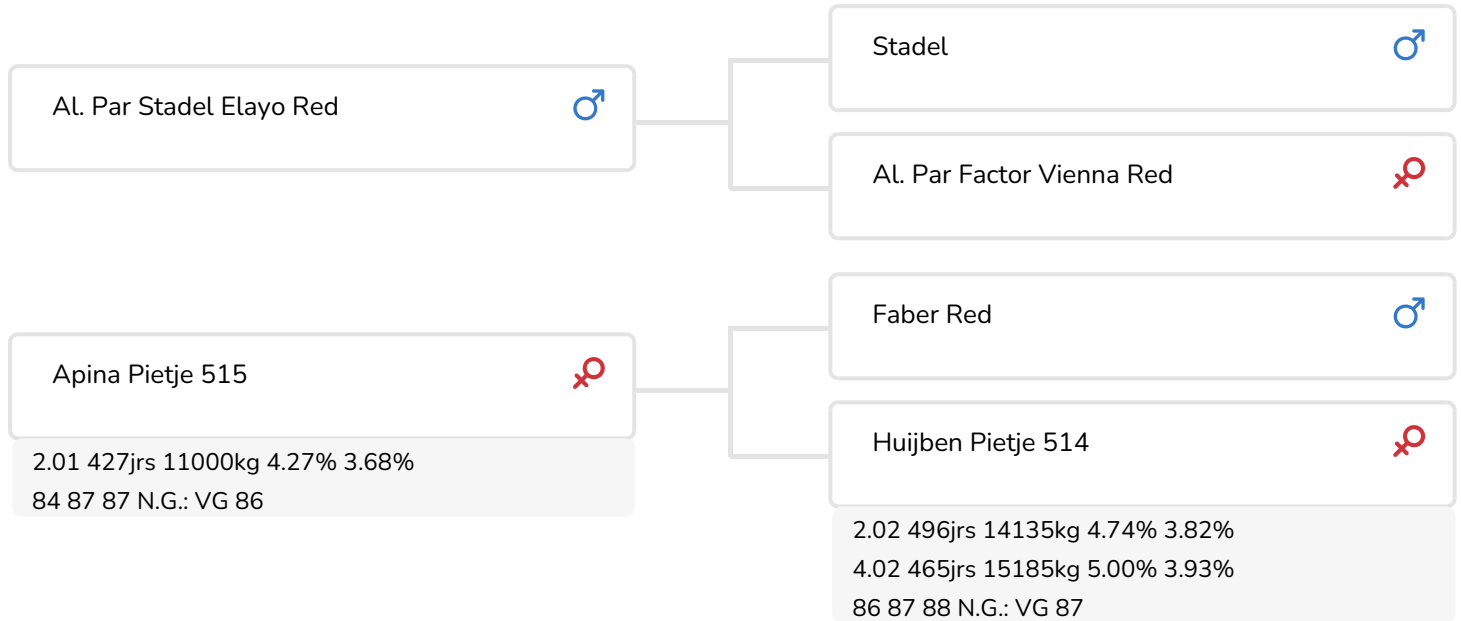 Al. Par Stadel Elayo Red
Stadel
Al. Par Factor Vienna Red
Apina Pietje 515
2.01 427jrs 11000kg 4.27% 3.68%
84 87 87 N.G.: VG 86
Faber Red
Huijben Pietje 514
2.02 496jrs 14135kg 4.74% 3.82%
4.02 465jrs 15185kg 5.00% 3.93%
86 87 88 N.G.: VG 87